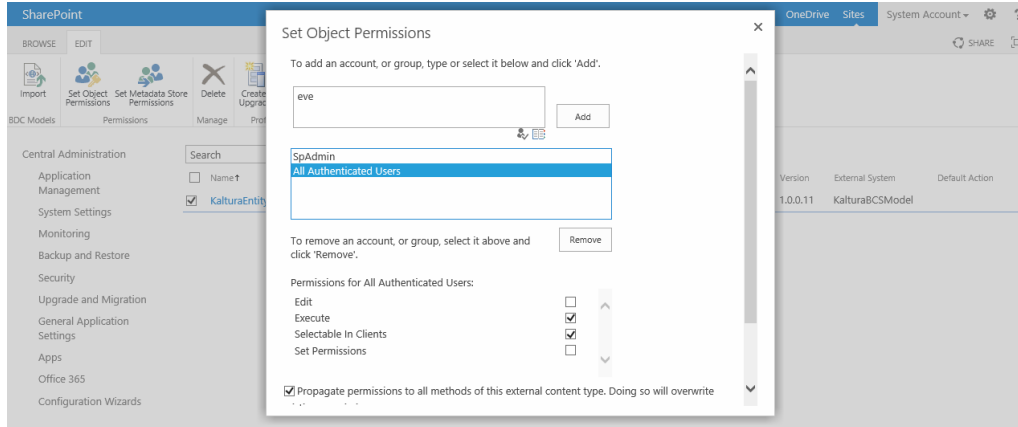 SharePoint
OneDrive Sites System Account
BROWSE EDIT
SHARE
Import
Set Object Permissions
Set Metadata Store Permissions
Delete
Create
Upgrad
BDC Models
Permissions
Manage
Prof
Central Administration
Application
Management
System Settings
Monitoring
Backup and Restore
Security
Upgrade and Migration
General Application
Settings
Apps
Office 365
Configuration Wizards
Search
Name
KalturaEntity
Set Object Permissions
To add an account, or group, type or select it below and click 'Add'.
eve
Add
SpAdmin
All Authenticated Users
To remove an account, or group, select it above and
click 'Remove'.
Remove
Permissions for All Authenticated Users:
Edit
Execute
Selectable In Clients
Set Permissions
Propagate permissions to all methods of this external content type. Doing so will overwrite
Version External System Default Action
1.0.0.11 KalturaBCSModel